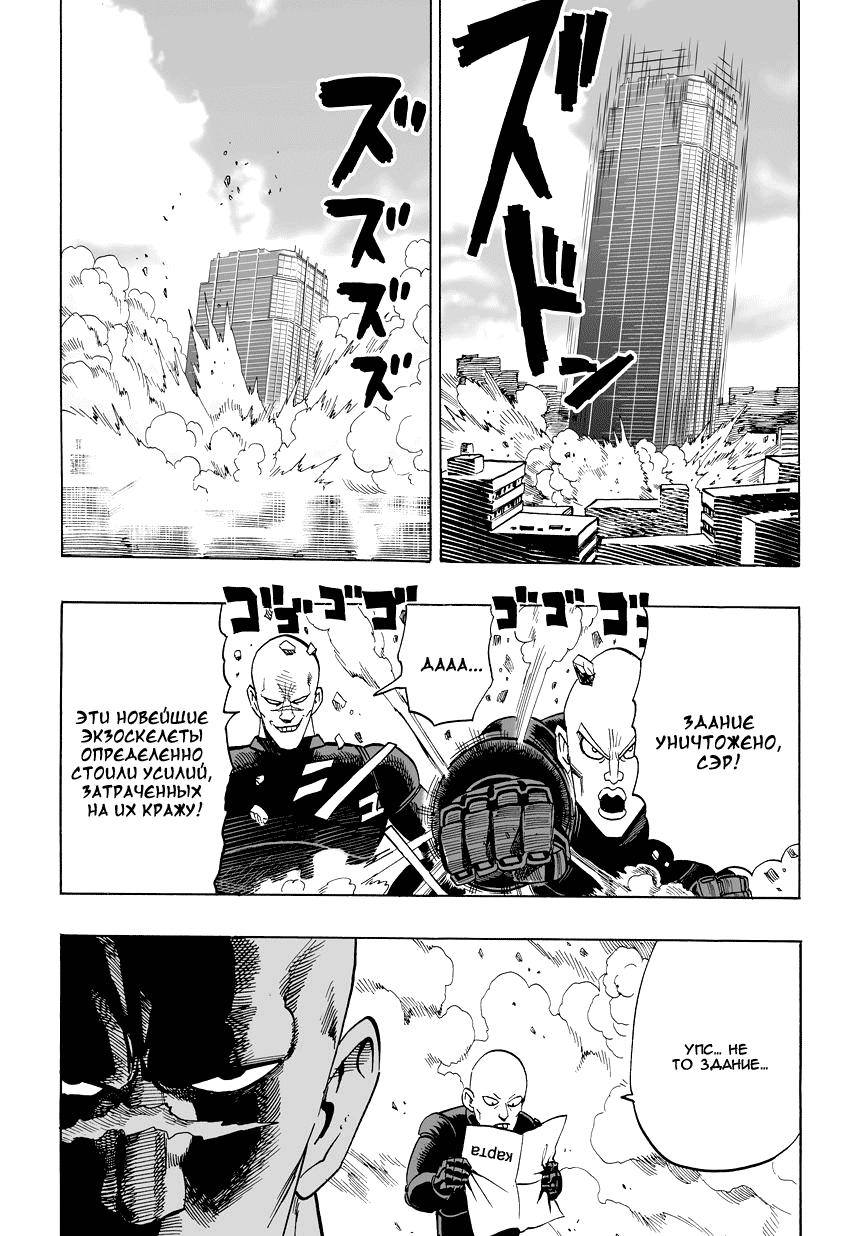 ズ
ド
ン
ズ
ズ
ズ
ズ
ゴ
ゴ
ゴ
ゴ
ゴ
ゴ
ゴ
ЗДАНИЕ
УНИЧТОЖЕНО,
СЭР!
ДААА...
ЭТИ НОВЕЙШИЕ
ЭКЗОСКЕЛЕТЫ
ОПРЕДЕЛЕННО
СТОИЛИ УСИЛИЙ,
ЗАТРАЧЕННЫХ
НА ИХ КРАЖУ!
УПС... НЕ
ТО ЗДАНИЕ...
карта